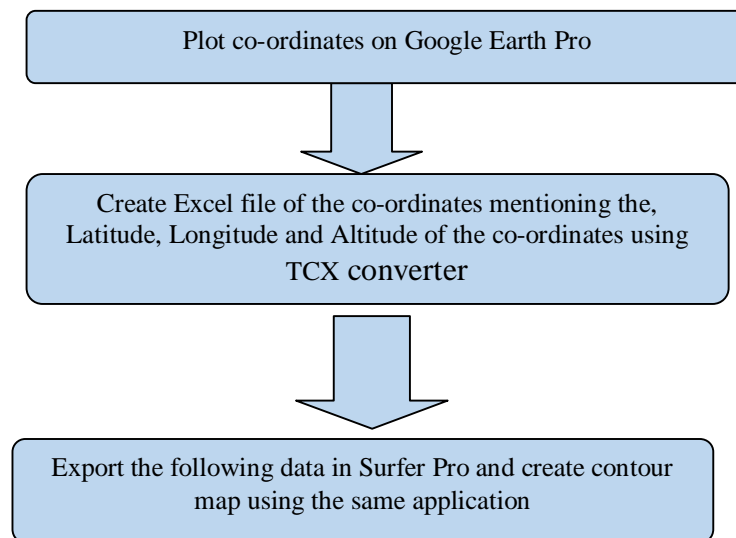 Plot co-ordinates on Google Earth Pro
Create Excel file of the co-ordinates mentioning the,
Latitude, Longitude and Altitude of the co-ordinates using
TCX converter
Export the following data in Surfer Pro and create contour
map using the same application